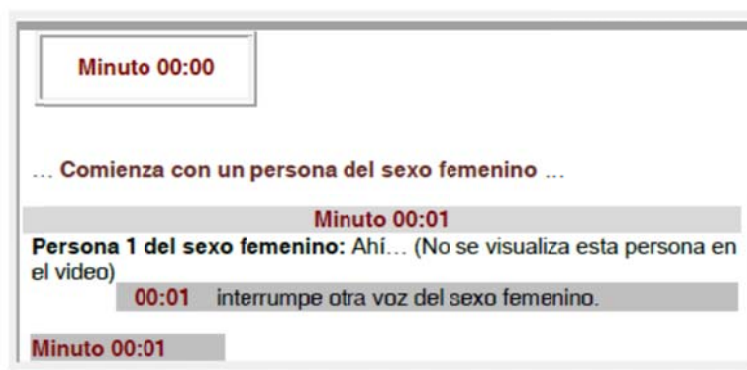 Minuto 00:00
… Comienza con un persona del sexo femenino …
Minuto 00:01
Persona 1 del sexo femenino: Ahí… (No se visualiza esta persona en
el video)
00:01 interrumpe otra voz del sexo femenino.
Minuto 00:01